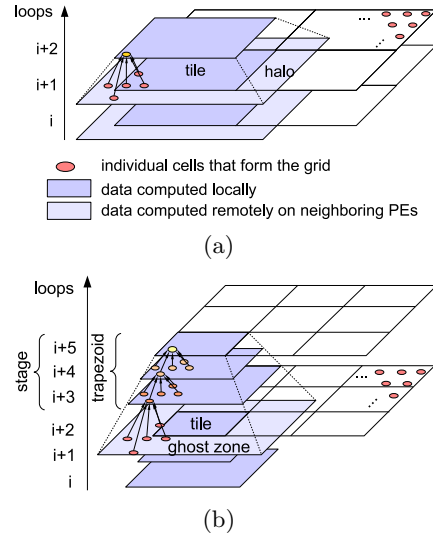 loops
...
i+2
...
tile
halo
i+1
i
individual cells that form the grid
data computed locally
data computed remotely on neighboring PEs
(a)
loops
stage
trapezoid
i+5
i+4
...
i+3
...
tile
i+2
ghost zone
i+1
i
(b)